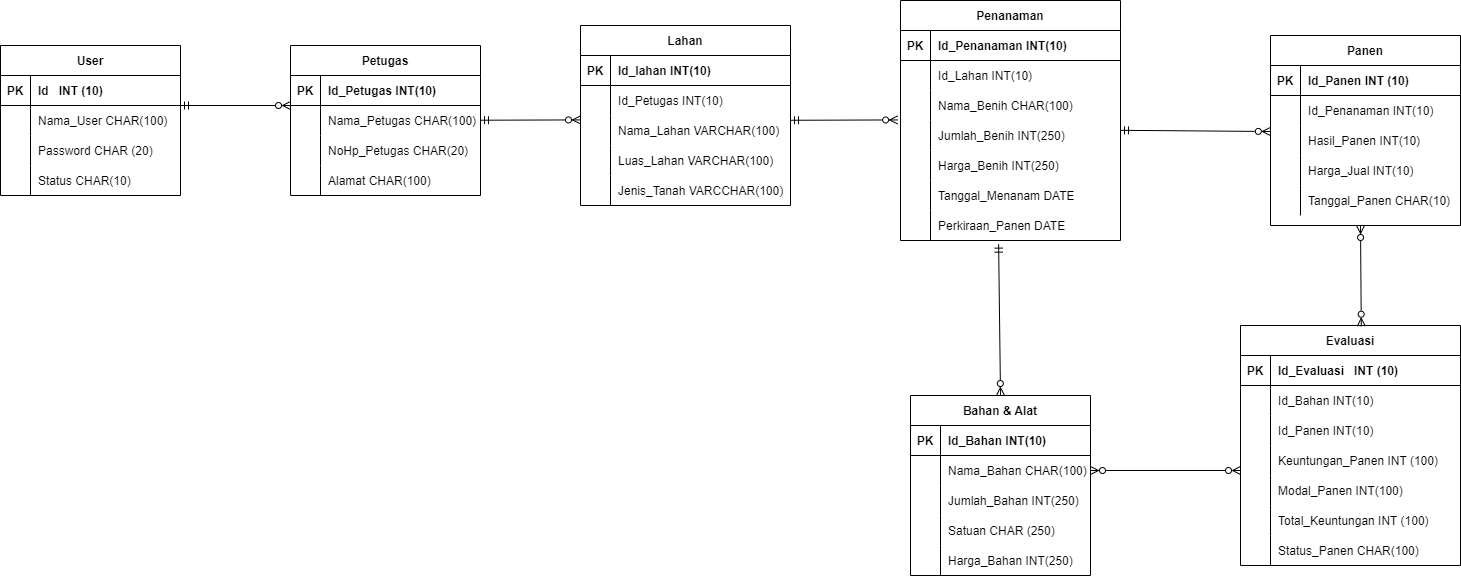 User
PK Id INT (10)
Nama_User CHAR(100)
Password CHAR (20)
Status CHAR(10)
Petugas
PK Id_Petugas INT(10)
Nama_Petugas CHAR(100)
NoHp_Petugas CHAR(20)
Alamat CHAR(100)
Lahan
PK Id_lahan INT(10)
Id_Petugas INT(10)
Nama_Lahan VARCHAR(100)
Luas_Lahan VARCHAR(100)
Jenis_Tanah VARCCHAR(100)
Penanaman
PK Id_Penanaman INT(10)
Id_Lahan INT(10)
Nama_Benih CHAR(100)
Jumlah_Benih INT(250)
Harga_Benih INT(250)
Tanggal_Menanam DATE
Perkiraan_Panen DATE
Panen
PK Id_Panen INT (10)
Id_Penanaman INT(10)
Hasil_Panen INT(10)
Harga_Jual INT(10)
Tanggal_Panen CHAR(10)
Bahan & Alat
PK Id_Bahan INT(10)
Nama_Bahan CHAR(100)
Jumlah_Bahan INT(250)
Satuan CHAR (250)
Harga_Bahan INT(250)
Evaluasi
PK Id_Evaluasi INT (10)
Id_Bahan INT(10)
Id_Panen INT(10)
Keuntungan_Panen INT (100)
Modal_Panen INT(100)
Total_Keuntungan INT (100)
Status_Panen CHAR(100)